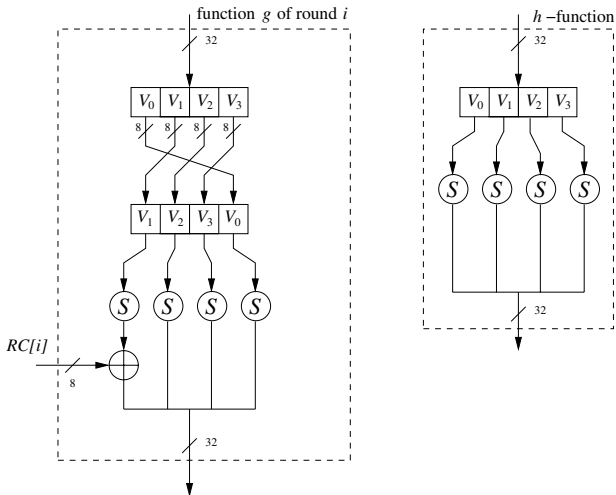 function g of round i
h –function
32
32
V0 V1 V2 V3
V0 V1 V2 V3
8 8 8 8
S S S S
V1 V2 V3 V0
S S S S
32
RC[i]
8
32